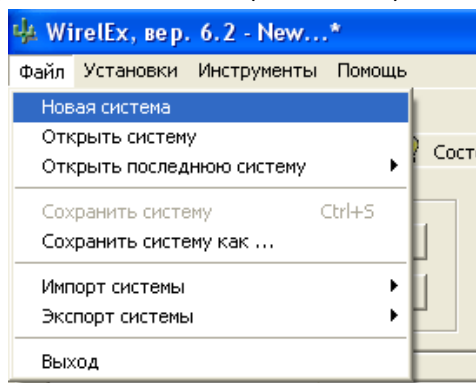 WirelEx, вер. 6.2 - New...*
Файл Установки Инструменты Помощь
Новая система
Открыть систему
Открыть последнюю систему
Сохранить систему Ctrl+S
Сохранить систему как ...
Импорт системы
Экспорт системы
Выход